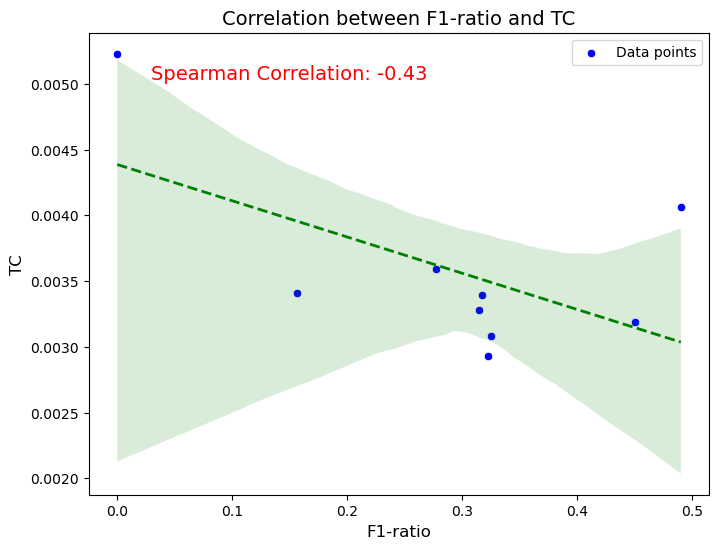 Correlation between F1-ratio and TC
Data points
Spearman Correlation: -0.43
TC
0.0050
0.0045
0.0040
0.0035
0.0030
0.0025
0.0020
0.0 0.1 0.2 0.3 0.4 0.5
F1-ratio